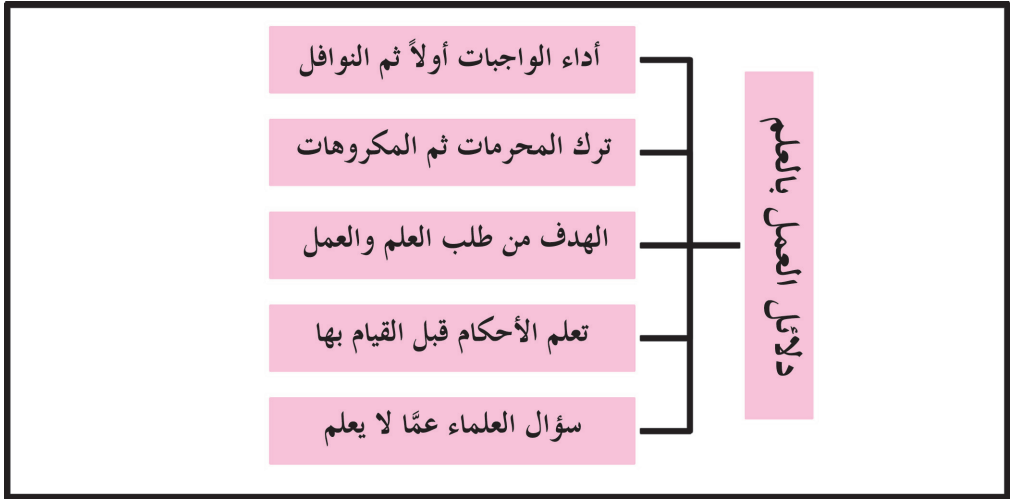 دلائل العمل بالعلم
أداء الواجبات أولاً ثم النوافل
ترك المحرمات ثم المكروهات
الهدف من طلب العلم والعمل
تعلم الأحكام قبل القيام بها
سؤال العلماء عمَّا لا يعلم